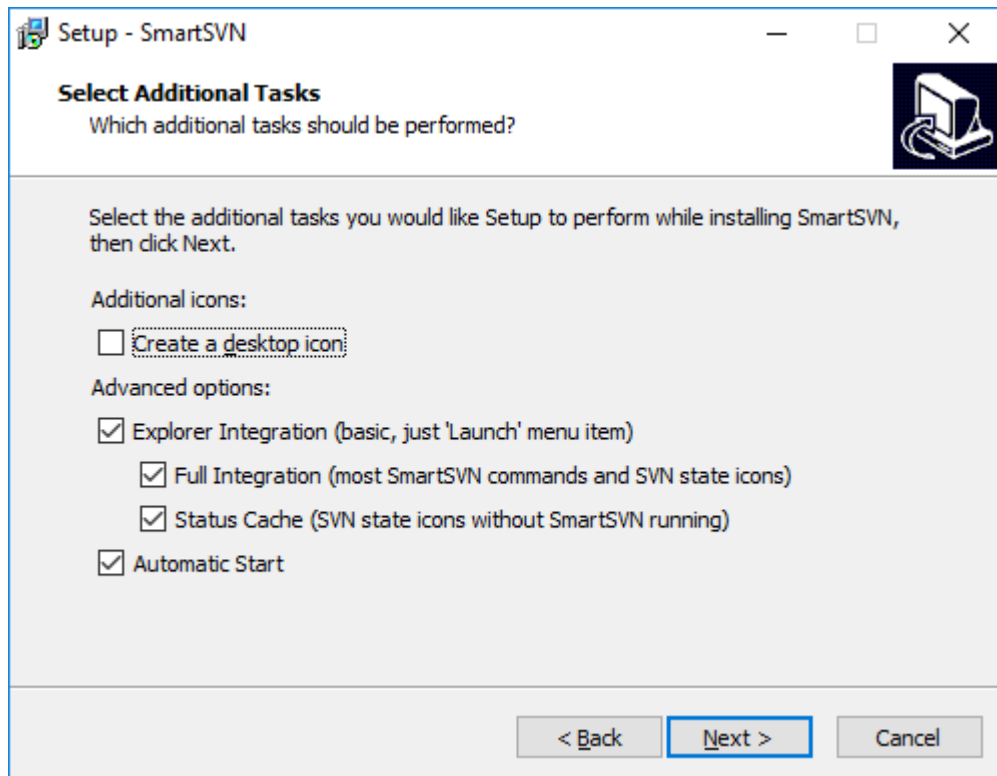 Setup - SmartSVN
Select Additional Tasks
Which additional tasks should be performed?
Select the additional tasks you would like Setup to perform while installing SmartSVN,
then click Next.
Additional icons:
Create a desktop icon
Advanced options:
Explorer Integration (basic, just 'Launch' menu item)
Full Integration (most SmartSVN commands and SVN state icons)
Status Cache (SVN state icons without SmartSVN running)
Automatic Start
< Back
Next >
Cancel